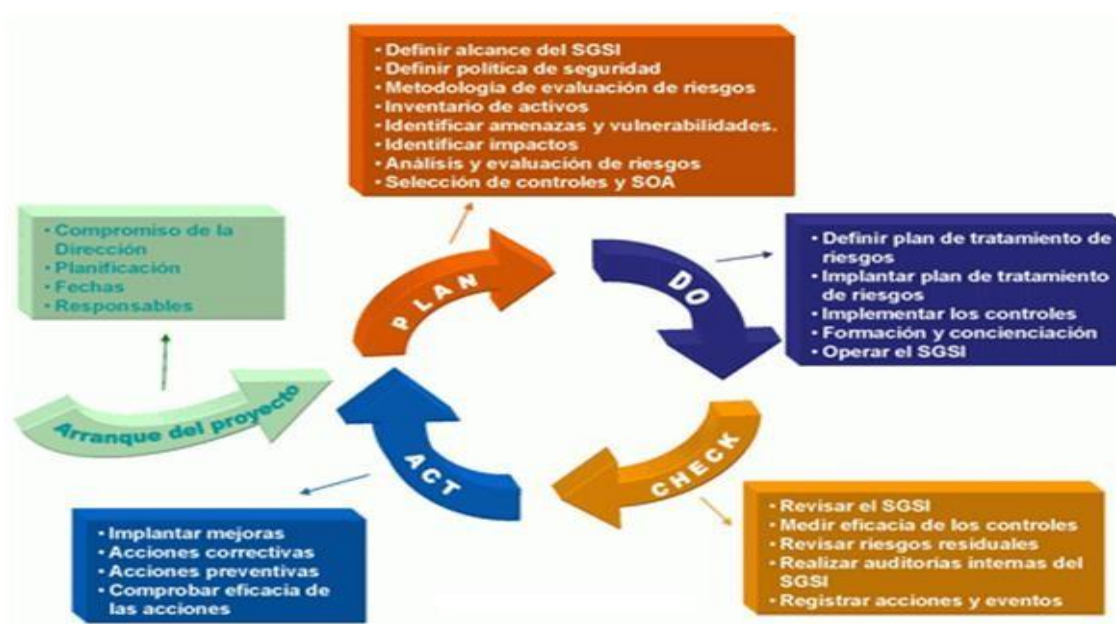 • Definir alcance del SGSI
• Definir política de seguridad
• Metodología de evaluación de riesgos
• Inventario de activos
• Identificar amenazas y vulnerabilidades.
• Identificar impactos
• Análisis y evaluación de riesgos
• Selección de controles y SOA
• Compromiso de la
Dirección
• Planificación
• Fechas
• Responsables
Arranque del proyecto
PLAN
DO
• Definir plan de tratamiento de
riesgos
• Implantar plan de tratamiento
de riesgos
• Implementar los controles
• Formación y concienciación
• Operar el SGSI
CHECK
• Revisar el SGSI
• Medir eficacia de los controles
• Revisar riesgos residuales
• Realizar auditorías internas del
SGSI
• Registrar acciones y eventos
ACT
• Implantar mejoras
• Acciones correctivas
• Acciones preventivas
• Comprobar eficacia de
las acciones